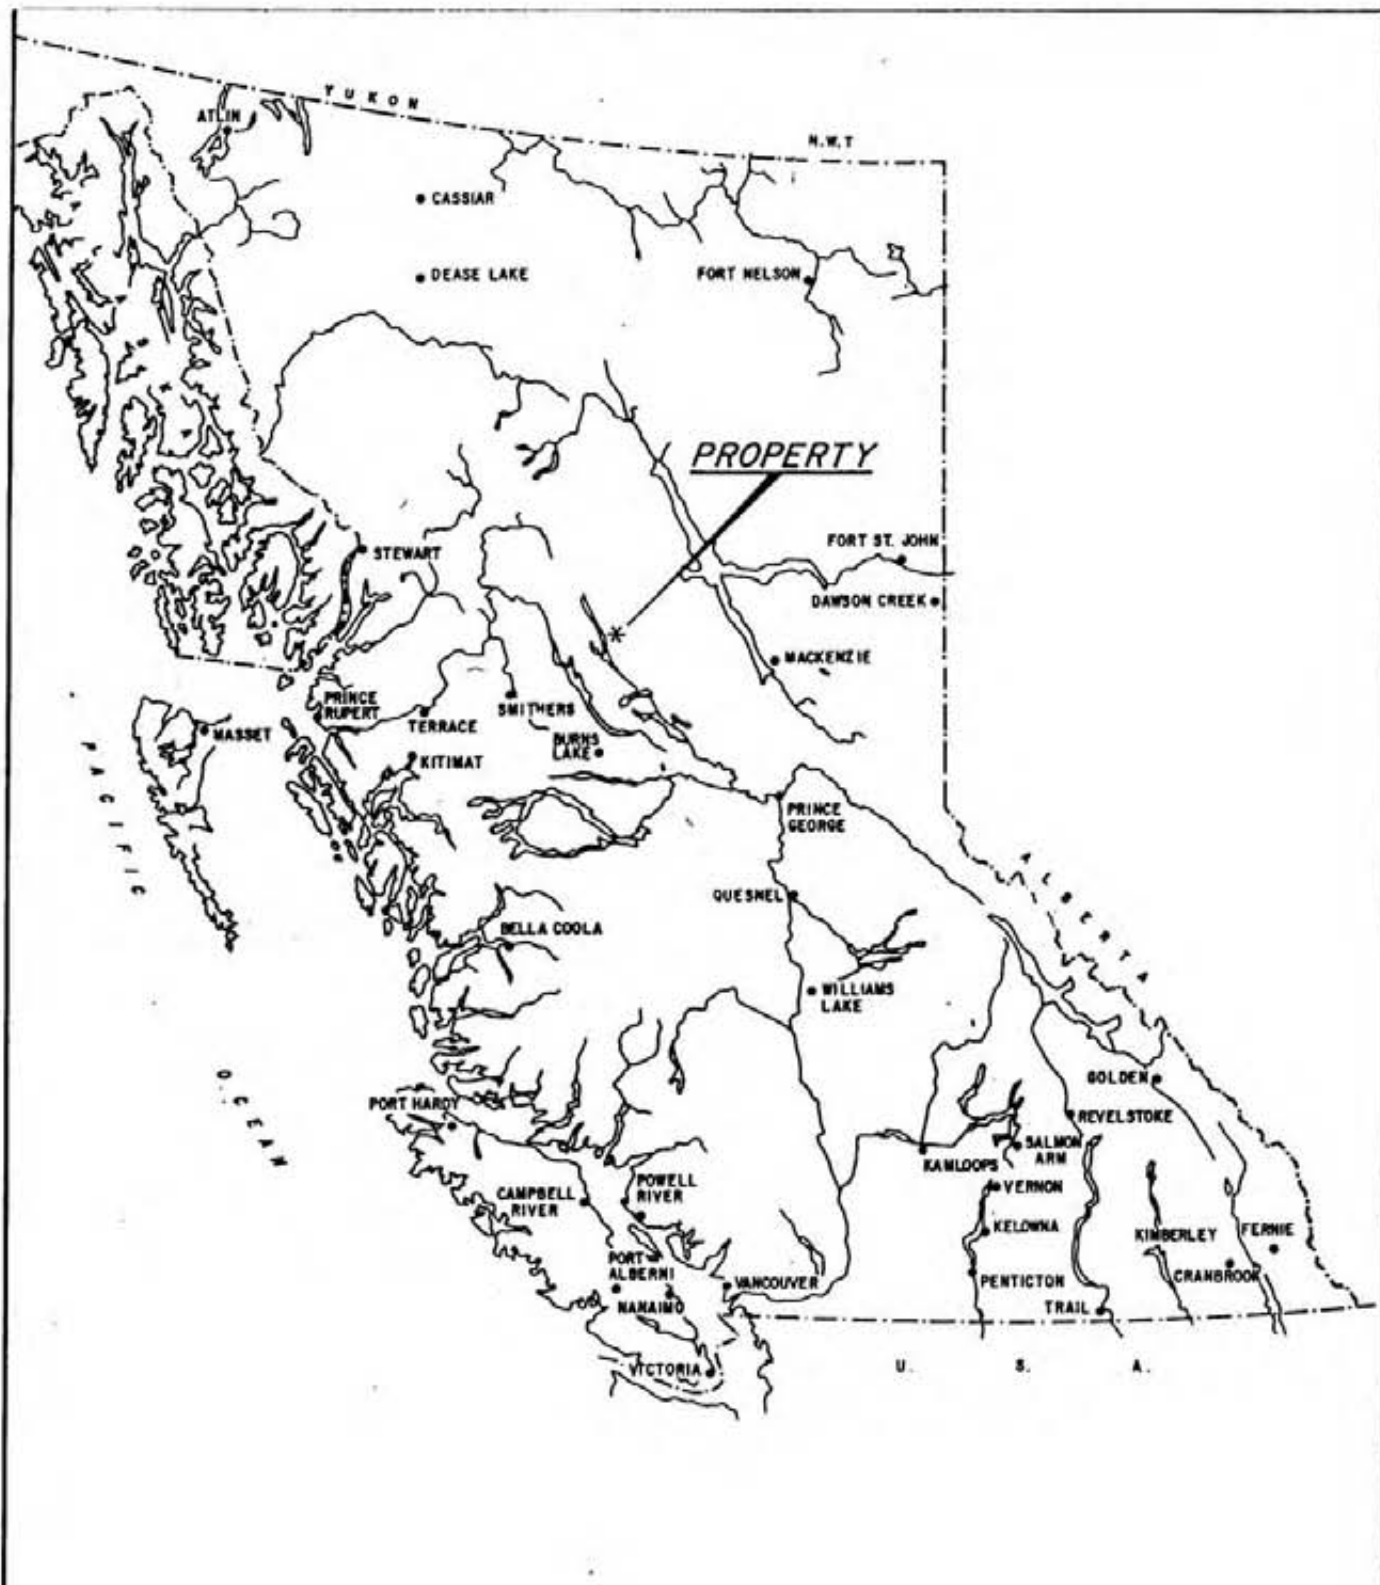 YUKON
N.W.T
ATLIN
CASSIAR
DEASE LAKE
FORT NELSON
PROPERTY
FORT ST. JOHN
STEWART
DAWSON CREEK
MACKENZIE
PRINCE
RUPERT
TERRACE
SMITHERS
MASSET
BURNS
LAKE
KITIMAT
PACIFIC
PRINCE
GEORGE
ALBERTA
QUESNEL
BELLA COOLA
WILLIAMS
LAKE
OCEAN
GOLDEN
PORT HARDY
REVELSTOKE
SALMON
ARM
KAMLOOPS
POWELL
RIVER
VERNON
CAMPBELL
RIVER
KELOWNA
KIMBERLEY
FERNIE
PORT
ALBERNI
CRANBROOK
VANCOUVER
PENTICTON
NANAIMO
TRAIL
VICTORIA
U. S. A.